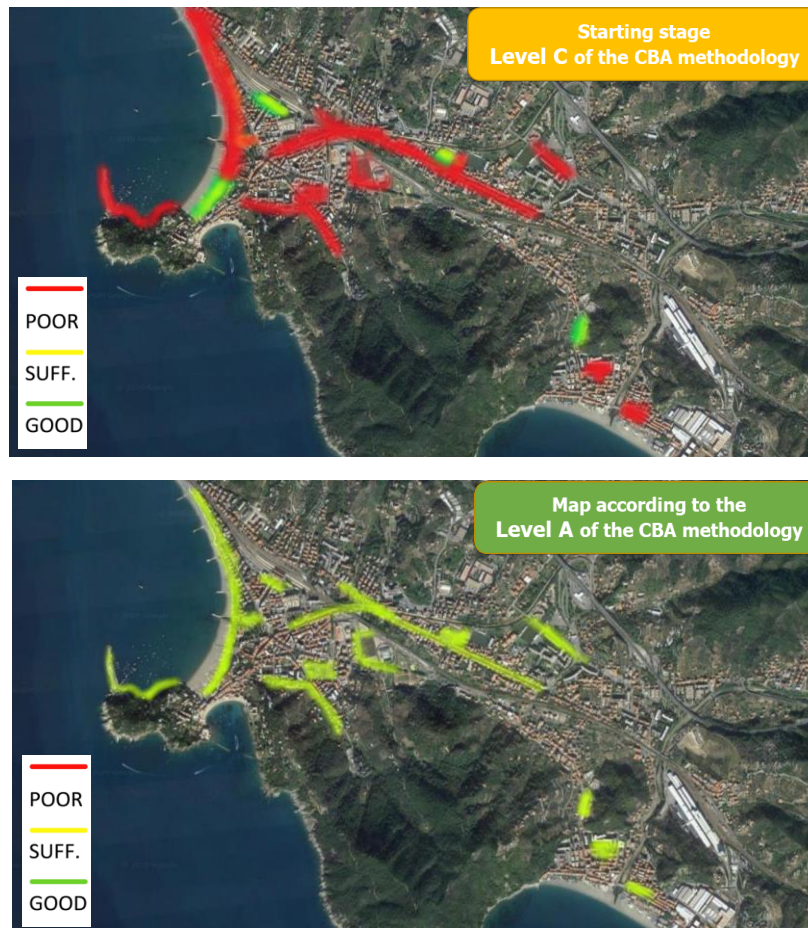 Starting stage
Level C of the CBA methodology
POOR
SUFF.
GOOD
Map according to the
Level A of the CBA methodology
POOR
SUFF.
GOOD